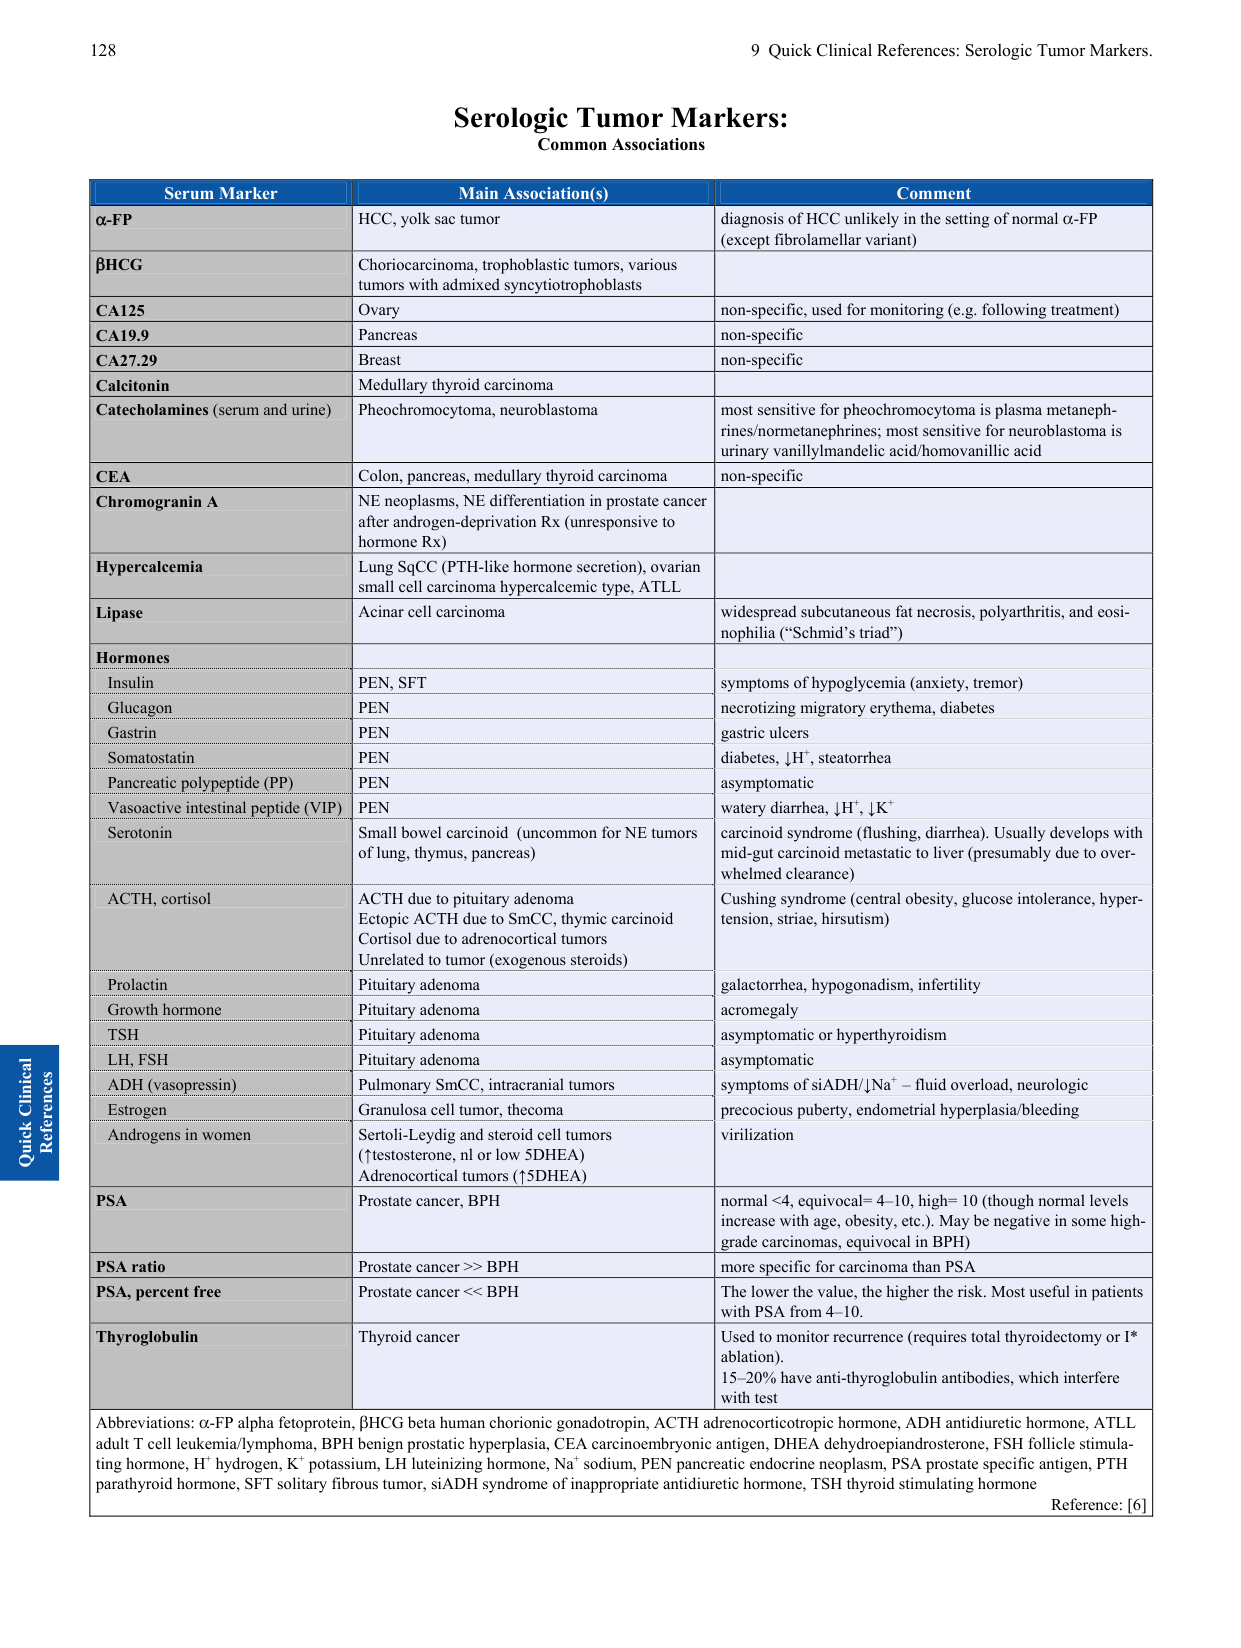 128
9 Quick Clinical References: Serologic Tumor Markers.
Serologic Tumor Markers:
Common Associations
Serum Marker
Main Association(s)
Comment
α-FP
HCC, yolk sac tumor
diagnosis of HCC unlikely in the setting of normal α-FP
(except fibrolamellar variant)
βHCG
Choriocarcinoma, trophoblastic tumors, various
tumors with admixed syncytiotrophoblasts
CA125
Ovary
non-specific, used for monitoring (e.g. following treatment)
CA19.9
Pancreas
non-specific
CA27.29
Breast
non-specific
Calcitonin
Medullary thyroid carcinoma
Catecholamines (serum and urine)
Pheochromocytoma, neuroblastoma
most sensitive for pheochromocytoma is plasma metaneph-
rines/normetanephrines; most sensitive for neuroblastoma is
urinary vanillylmandelic acid/homovanillic acid
CEA
Colon, pancreas, medullary thyroid carcinoma
non-specific
Chromogranin A
NE neoplasms, NE differentiation in prostate cancer
after androgen-deprivation Rx (unresponsive to
hormone Rx)
Hypercalcemia
Lung SqCC (PTH-like hormone secretion), ovarian
small cell carcinoma hypercalcemic type, ATLL
Lipase
Acinar cell carcinoma
widespread subcutaneous fat necrosis, polyarthritis, and eosi-
nophilia (“Schmid’s triad”)
Hormones
Insulin
PEN, SFT
symptoms of hypoglycemia (anxiety, tremor)
Glucagon
PEN
necrotizing migratory erythema, diabetes
Gastrin
PEN
gastric ulcers
Somatostatin
PEN
diabetes, ↓H⁺, steatorrhea
Pancreatic polypeptide (PP)
PEN
asymptomatic
Vasoactive intestinal peptide (VIP)
PEN
watery diarrhea, ↓H⁺, ↓K⁺
Serotonin
Small bowel carcinoid (uncommon for NE tumors
of lung, thymus, pancreas)
carcinoid syndrome (flushing, diarrhea). Usually develops with
mid-gut carcinoid metastatic to liver (presumably due to over-
whelmed clearance)
ACTH, cortisol
ACTH due to pituitary adenoma
Ectopic ACTH due to SmCC, thymic carcinoid
Cortisol due to adrenocortical tumors
Unrelated to tumor (exogenous steroids)
Cushing syndrome (central obesity, glucose intolerance, hyper-
tension, striae, hirsutism)
Prolactin
Pituitary adenoma
galactorrhea, hypogonadism, infertility
Growth hormone
Pituitary adenoma
acromegaly
TSH
Pituitary adenoma
asymptomatic or hyperthyroidism
LH, FSH
Pituitary adenoma
asymptomatic
ADH (vasopressin)
Pulmonary SmCC, intracranial tumors
symptoms of siADH/↓Na⁺ – fluid overload, neurologic
Estrogen
Granulosa cell tumor, thecoma
precocious puberty, endometrial hyperplasia/bleeding
Androgens in women
Sertoli-Leydig and steroid cell tumors
(↑testosterone, nl or low 5DHEA)
Adrenocortical tumors (↑5DHEA)
virilization
PSA
Prostate cancer, BPH
normal <4, equivocal= 4–10, high= 10 (though normal levels
increase with age, obesity, etc.). May be negative in some high-
grade carcinomas, equivocal in BPH)
PSA ratio
Prostate cancer >> BPH
more specific for carcinoma than PSA
PSA, percent free
Prostate cancer << BPH
The lower the value, the higher the risk. Most useful in patients
with PSA from 4–10.
Thyroglobulin
Thyroid cancer
Used to monitor recurrence (requires total thyroidectomy or I*
ablation).
15–20% have anti-thyroglobulin antibodies, which interfere
with test
Abbreviations: α-FP alpha fetoprotein, βHCG beta human chorionic gonadotropin, ACTH adrenocorticotropic hormone, ADH antidiuretic hormone, ATLL
adult T cell leukemia/lymphoma, BPH benign prostatic hyperplasia, CEA carcinoembryonic antigen, DHEA dehydroepiandrosterone, FSH follicle stimula-
ting hormone, H⁺ hydrogen, K⁺ potassium, LH luteinizing hormone, Na⁺ sodium, PEN pancreatic endocrine neoplasm, PSA prostate specific antigen, PTH
parathyroid hormone, SFT solitary fibrous tumor, siADH syndrome of inappropriate antidiuretic hormone, TSH thyroid stimulating hormone
Reference: [6]
Quick Clinical
References